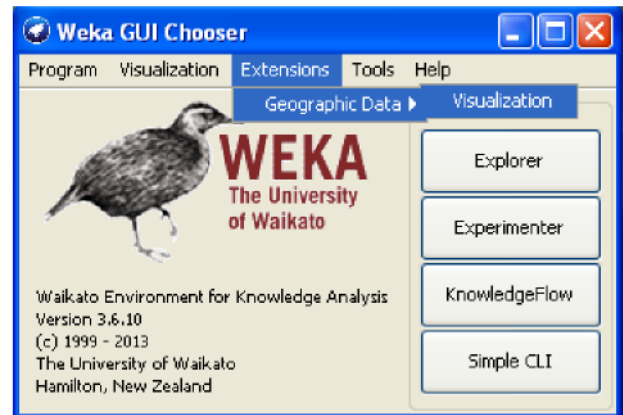 Weka GUI Chooser
Program Visualization Extensions Tools Help
Geographic Data Visualization
WEKA
The University
of Waikato
Explorer
Experimenter
KnowledgeFlow
Simple CLI
Waikato Environment for Knowledge Analysis
Version 3.6.10
(c) 1999 - 2013
The University of Waikato
Hamilton, New Zealand